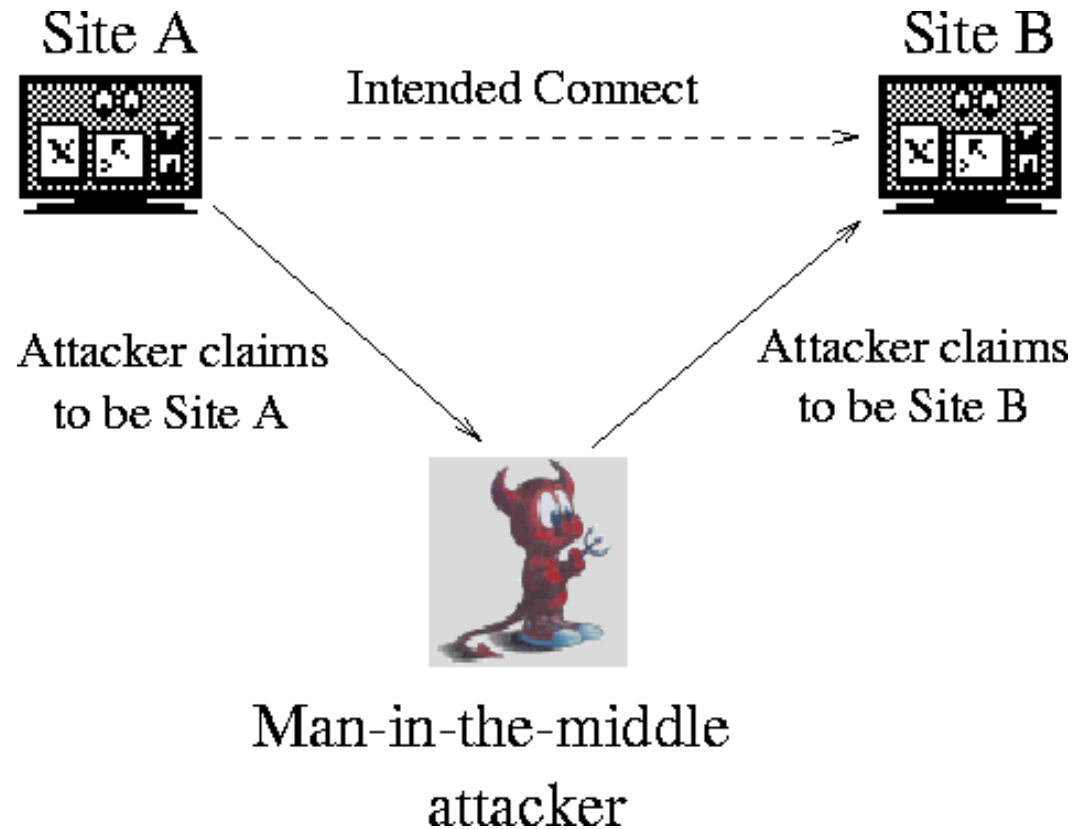 Site A
Site B
Intended Connect
Attacker claims
to be Site A
Attacker claims
to be Site B
Man-in-the-middle
attacker